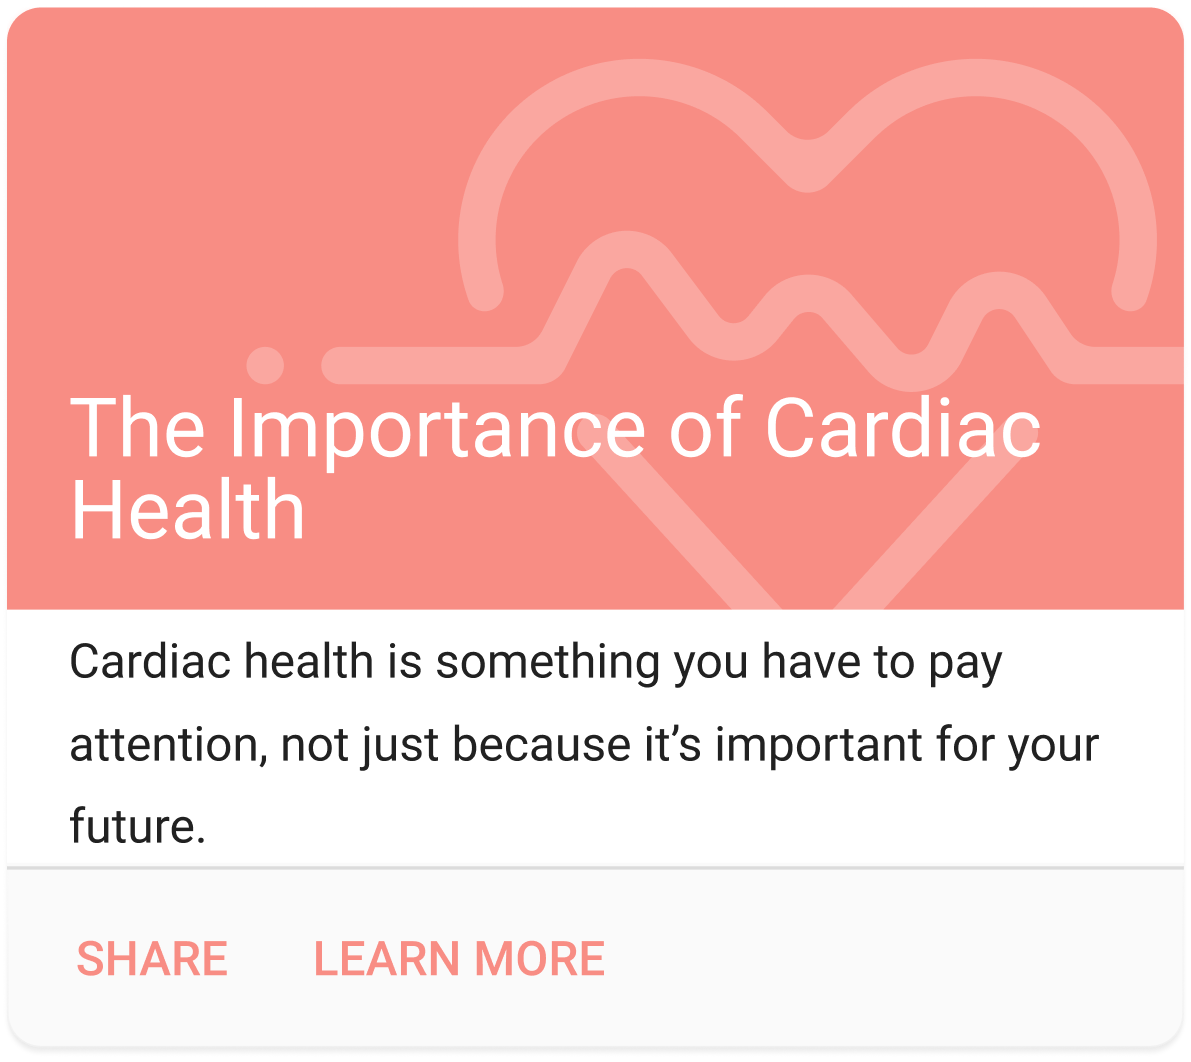 The Importance of Cardiac
Health
Cardiac health is something you have to pay
attention, not just because it’s important for your
future.
SHARE LEARN MORE